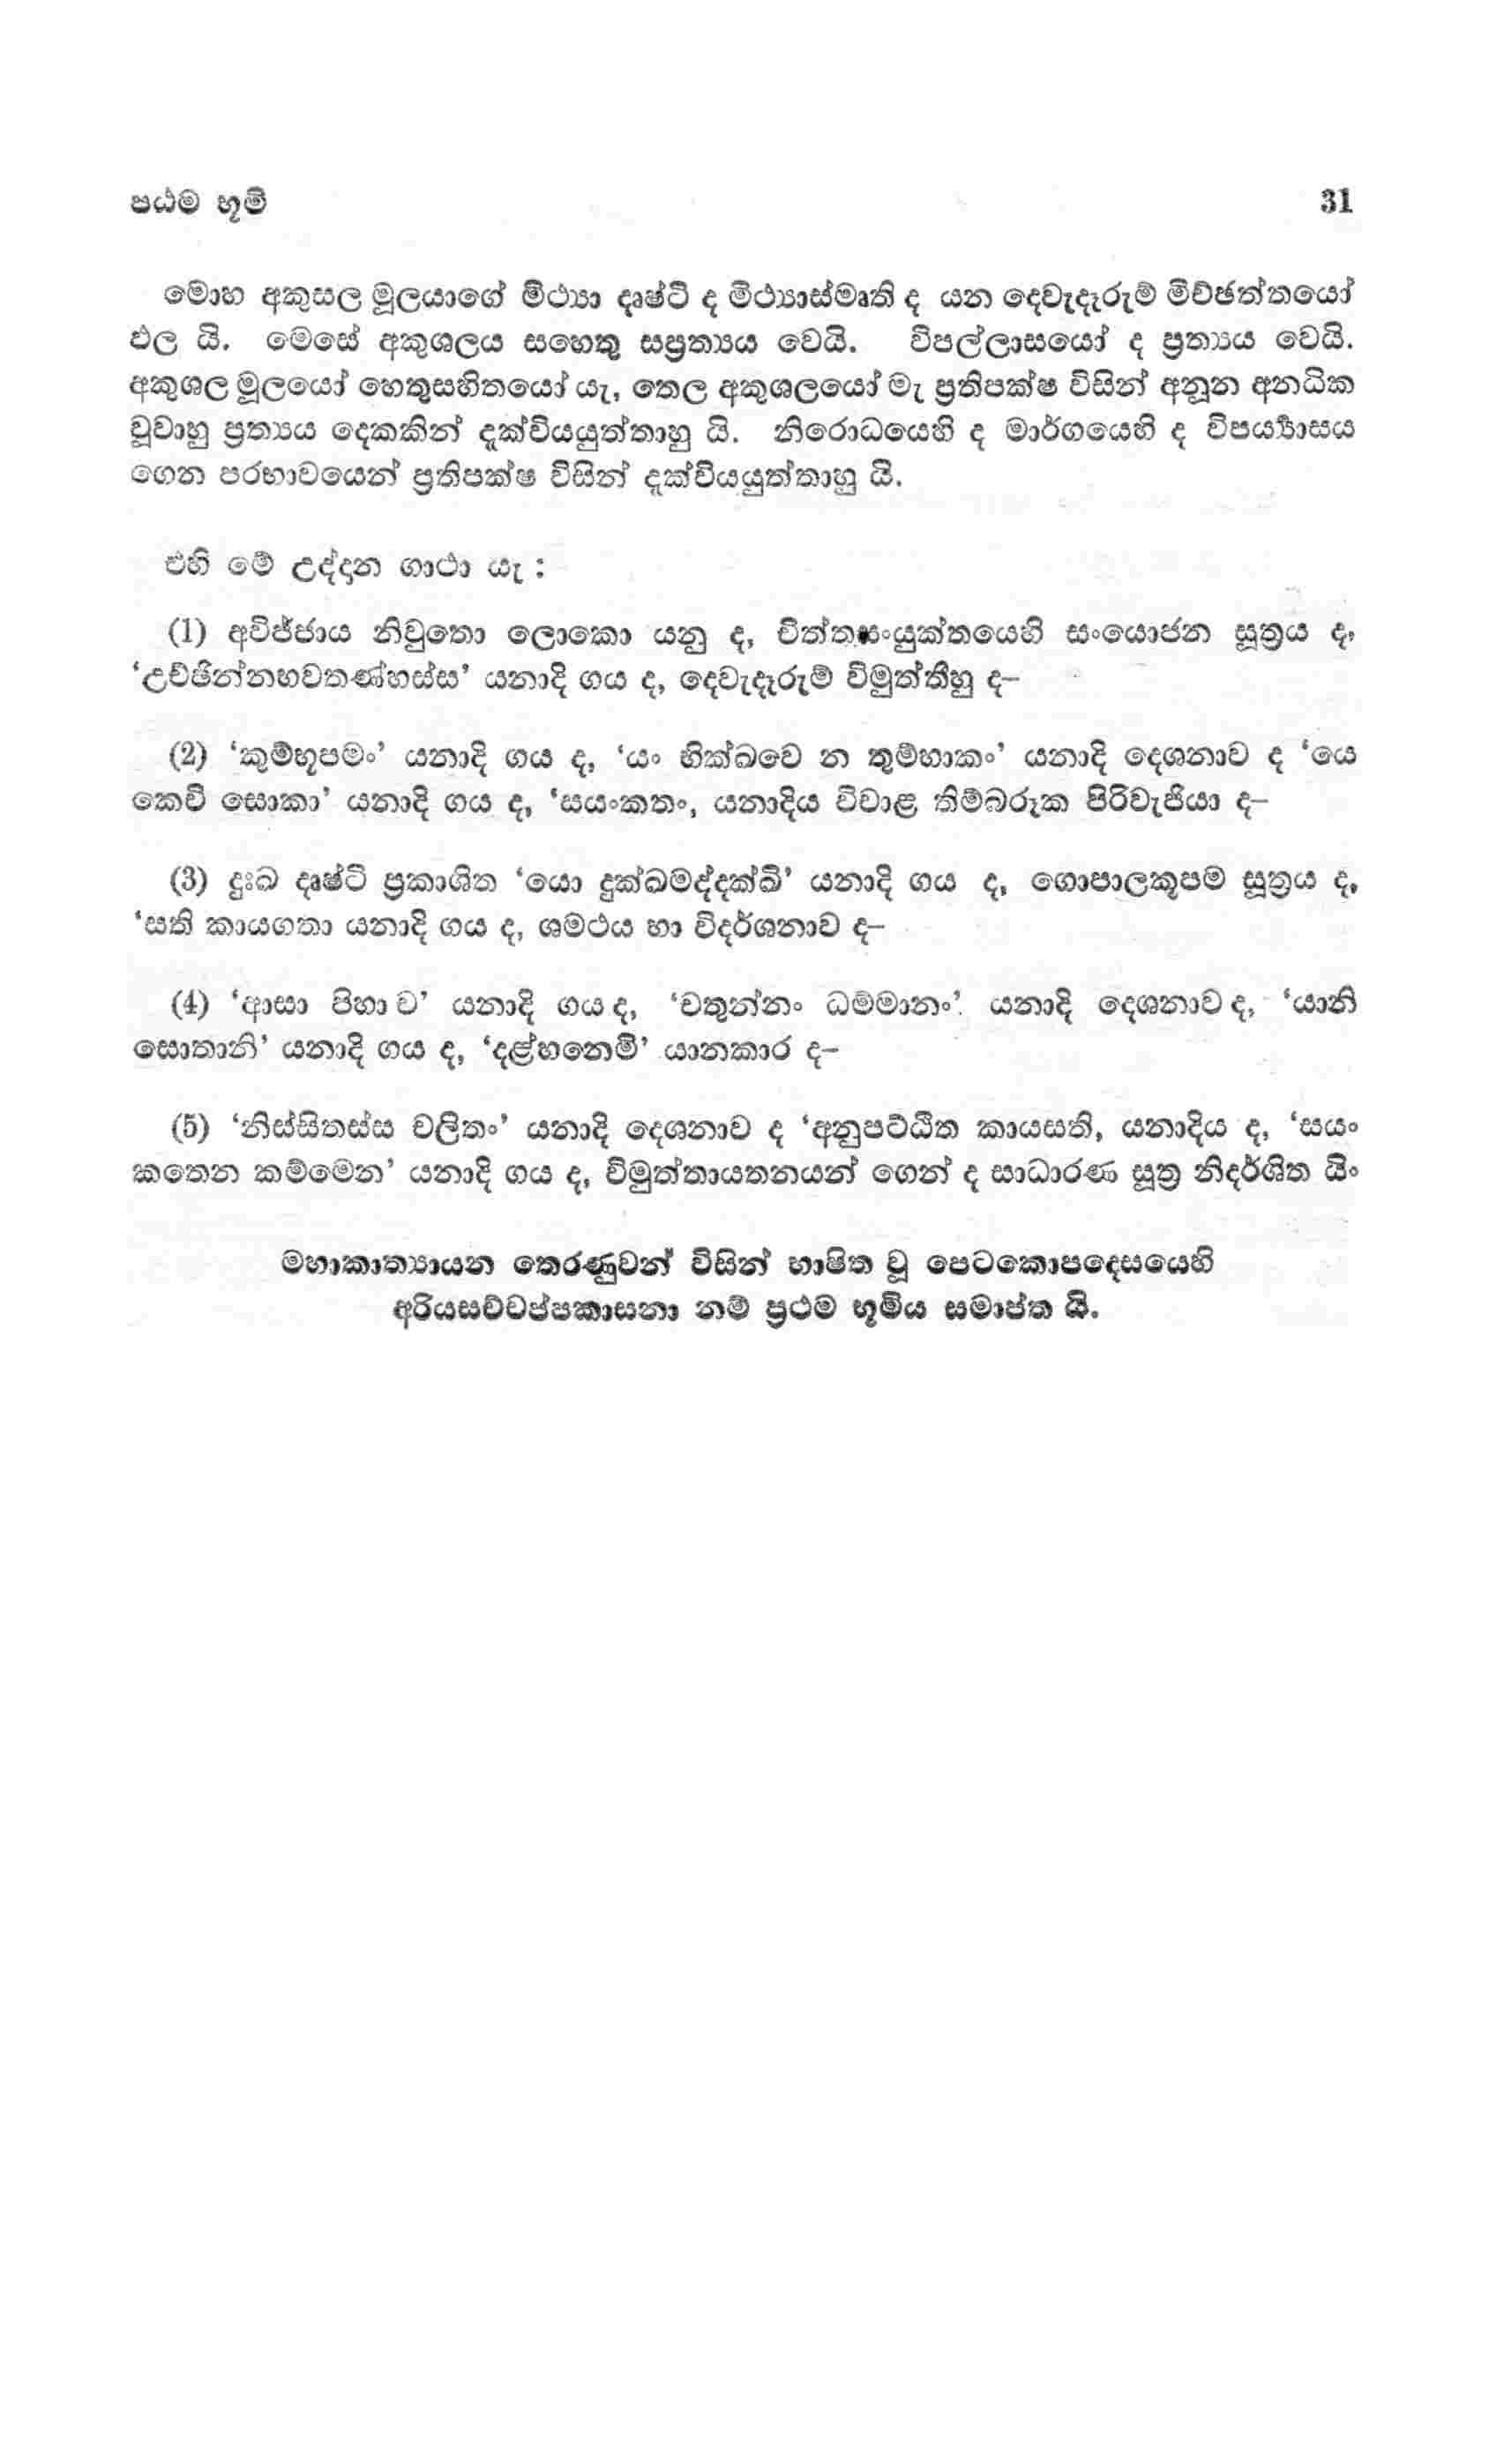 පඨම භූමි 31
මොහ අකුසල මූලයාගේ මිථ්‍යා දෘෂ්ටි ද මිථ්‍යාස්මෘති ද යන දෙවැදෑරුම් මිච්ඡත්තයෝ
ඵල යි. මෙසේ අකුශලය සහෙතු සප්‍රත්‍යය වෙයි. විපල්ලාසයෝ ද ප්‍රත්‍යය වෙයි.
අකුශල මූලයෝ හෙතුසහිතයෝ යැ, තෙල අකුශලයෝ මැ ප්‍රතිපක්ෂ විසින් අනූන අනධික
වූවාහු ප්‍රත්‍යය දෙකකින් දැක්වියයුත්තාහු යි. නිරොධයෙහි ද මාර්ගයෙහි ද විපර්‍ය්‍යාසය
ගෙන පරභාවයෙන් ප්‍රතිපක්ෂ විසින් දැක්වියයුත්තාහු යි.
එහි මේ උද්දාන ගාථා යැ :
(1) අවිජ්ජාය නිවුතො ලොකො යනු ද, චිත්තසංයුක්තයෙහි සංයොජන සූත්‍රය ද,
‘උච්ඡින්නභවතණ්හස්ස’ යනාදි ගය ද, දෙවැදෑරුම් විමුත්තීහු ද–
(2) ‘කුම්භූපමං’ යනාදි ගය ද, ‘යං භික්ඛවෙ න තුම්හාකං’ යනාදි දෙශනාව ද ‘යෙ
කෙචි සොකා’ යනාදි ගය ද, ‘සයංකතං, යනාදිය විචාළ තිම්බරුක පිරිවැජියා ද–
(3) දුඃඛ දෘෂ්ටි ප්‍රකාශිත ‘යො දුක්ඛමද්දක්ඛි’ යනාදි ගය ද, ගොපාලකූපම සූත්‍රය ද,
‘සති කායගතා යනාදි ගය ද, ශමථය හා විදර්ශනාව ද–
(4) ‘ආසා පිහා ච’ යනාදි ගය ද, ‘චතුන්නං ධම්මානං’ යනාදි දෙශනාව ද, ‘යානි
සොතානි’ යනාදි ගය ද, ‘දළ්හනෙමි’ යානකාර ද–
(5) ‘නිස්සිතස්ස චලිතං’ යනාදි දෙශනාව ද ‘අනුපට්ඨිත කායසති, යනාදිය ද, ‘සයං
කතෙන කම්මෙන’ යනාදි ගය ද, විමුත්තායතනයන් ගෙන් ද සාධාරණ සූත්‍ර නිදර්ශිත යිං
මහාකාත්‍යායන තෙරණුවන් විසින් භාෂිත වූ පෙටකොපදෙසයෙහි
අරියසච්චප්පකාසනා නම් ප්‍රථම භූමිය සමාප්ත යි.